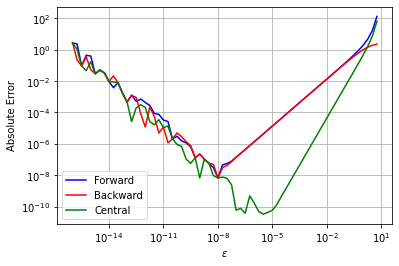 10²
10⁰
10⁻²
10⁻⁴
10⁻⁶
10⁻⁸
10⁻¹⁰
Absolute Error
Forward
Backward
Central
10⁻¹⁴ 10⁻¹¹ 10⁻⁸ 10⁻⁵ 10⁻² 10¹
ε